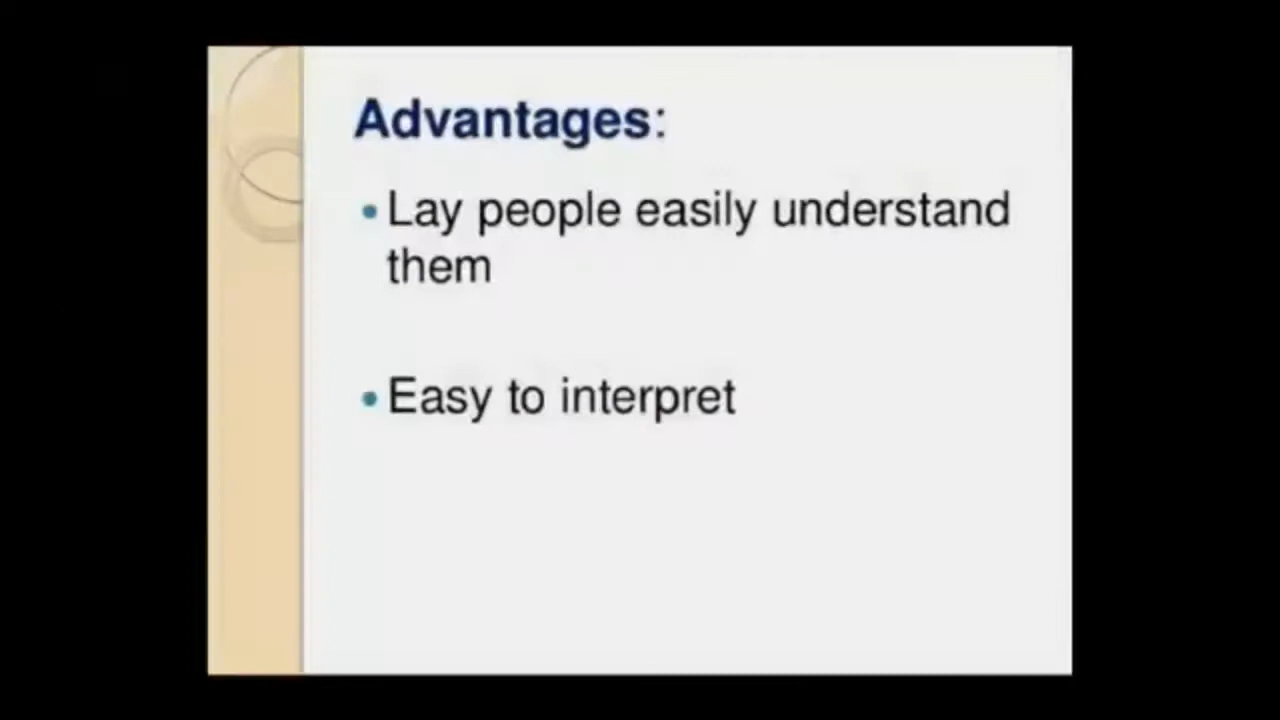 Advantages:
•Lay people easily understand
them
•Easy to interpret